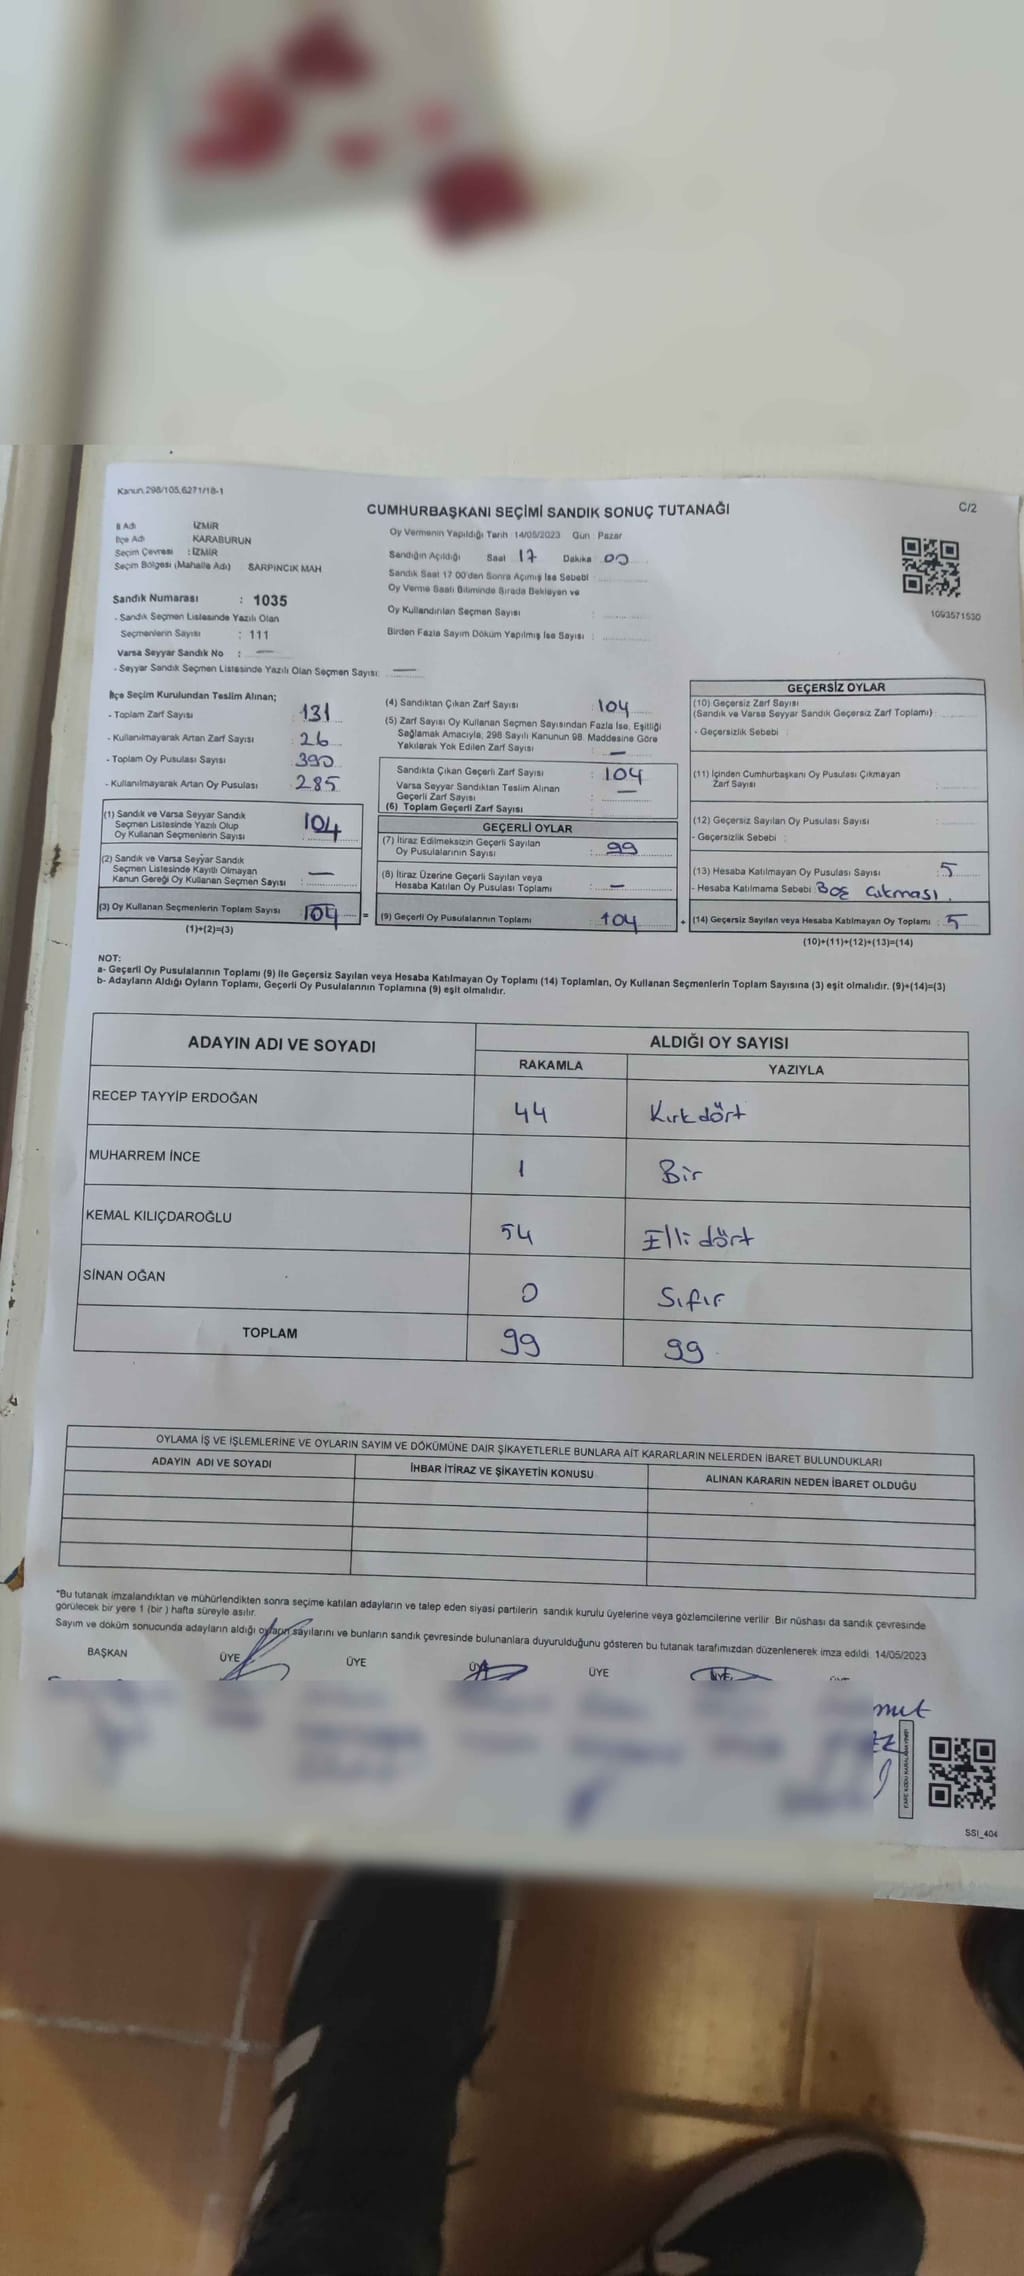 Kanun,298/105,6271/18-1
CUMHURBAŞKANI SEÇİMİ SANDIK SONUÇ TUTANAĞI
C/2
İl Adı İZMİR
İlçe Adı KARABURUN
Seçim Çevresi : İZMİR
Seçim Bölgesi (Mahalle Adı) SARPINCIK MAH
Sandık Numarası : 1035
- Sandık Seçmen Listesinde Yazılı Olan
Seçmenlerin Sayısı : 111
Varsa Seyyar Sandık No : —
- Seyyar Sandık Seçmen Listesinde Yazılı Olan Seçmen Sayısı: —
Oy Vermenin Yapıldığı Tarih 14/05/2023 Gün Pazar
Sandığın Açıldığı Saat 17 Dakika 00
Sandık Saat 17 00'den Sonra Açılmış İse Sebebi :
Oy Verme Saati Bitiminde Sırada Bekleyen ve
Oy Kullandırılan Seçmen Sayısı :
Birden Fazla Sayım Döküm Yapılmış İse Sayısı :
1093571530
İlçe Seçim Kurulundan Teslim Alınan;
- Toplam Zarf Sayısı : 131
- Kullanılmayarak Artan Zarf Sayısı : 26
- Toplam Oy Pusulası Sayısı : 390
- Kullanılmayarak Artan Oy Pusulası : 285
(1) Sandık ve Varsa Seyyar Sandık
Seçmen Listesinde Yazılı Olup
Oy Kullanan Seçmenlerin Sayısı : 104
(2) Sandık ve Varsa Seyyar Sandık
Seçmen Listesinde Kayıtlı Olmayan
Kanun Gereği Oy Kullanan Seçmen Sayısı : —
(3) Oy Kullanan Seçmenlerin Toplam Sayısı : 104 =
(1)+(2)=(3)
(4) Sandıktan Çıkan Zarf Sayısı : 104
(5) Zarf Sayısı Oy Kullanan Seçmen Sayısından Fazla İse, Eşitliği
Sağlamak Amacıyla, 298 Sayılı Kanunun 98. Maddesine Göre
Yakılarak Yok Edilen Zarf Sayısı : —
Sandıkta Çıkan Geçerli Zarf Sayısı : 104
Varsa Seyyar Sandıktan Teslim Alınan
Geçerli Zarf Sayısı : —
(6) Toplam Geçerli Zarf Sayısı
GEÇERLİ OYLAR
(7) İtiraz Edilmeksizin Geçerli Sayılan
Oy Pusulalarının Sayısı : 99
(8) İtiraz Üzerine Geçerli Sayılan veya
Hesaba Katılan Oy Pusulası Toplamı : —
(9) Geçerli Oy Pusulalarının Toplamı : 104 +
GEÇERSİZ OYLAR
(10) Geçersiz Zarf Sayısı
(Sandık ve Varsa Seyyar Sandık Geçersiz Zarf Toplamı) :
- Geçersizlik Sebebi :
(11) İçinden Cumhurbaşkanı Oy Pusulası Çıkmayan
Zarf Sayısı :
(12) Geçersiz Sayılan Oy Pusulası Sayısı :
- Geçersizlik Sebebi :
(13) Hesaba Katılmayan Oy Pusulası Sayısı : 5
- Hesaba Katılmama Sebebi : Boş çıkması.
(14) Geçersiz Sayılan veya Hesaba Katılmayan Oy Toplamı : 5
(10)+(11)+(12)+(13)=(14)
NOT:
a- Geçerli Oy Pusulalarının Toplamı (9) ile Geçersiz Sayılan veya Hesaba Katılmayan Oy Toplamı (14) Toplamları, Oy Kullanan Seçmenlerin Toplam Sayısına (3) eşit olmalıdır. (9)+(14)=(3)
b- Adayların Aldığı Oyların Toplamı, Geçerli Oy Pusulalarının Toplamına (9) eşit olmalıdır.
ADAYIN ADI VE SOYADI ALDIĞI OY SAYISI
RAKAMLA YAZIYLA
RECEP TAYYİP ERDOĞAN 44 Kırkdört
MUHARREM İNCE 1 Bir
KEMAL KILIÇDAROĞLU 54 Elli dört
SİNAN OĞAN 0 Sıfır
TOPLAM 99 99
OYLAMA İŞ VE İŞLEMLERİNE VE OYLARIN SAYIM VE DÖKÜMÜNE DAİR ŞİKAYETLERLE BUNLARA AİT KARARLARIN NELERDEN İBARET BULUNDUKLARI
ADAYIN ADI VE SOYADI İHBAR İTİRAZ VE ŞİKAYETİN KONUSU ALINAN KARARIN NEDEN İBARET OLDUĞU
*Bu tutanak imzalandıktan ve mühürlendikten sonra seçime katılan adayların ve talep eden siyasi partilerin sandık kurulu üyelerine veya gözlemcilerine verilir Bir nüshası da sandık çevresinde
görülecek bir yere 1 (bir ) hafta süreyle asılır.
Sayım ve döküm sonucunda adayların aldığı oyların sayılarını ve bunların sandık çevresinde bulunanlara duyurulduğunu gösteren bu tutanak tarafımızdan düzenlenerek imza edildi. 14/05/2023
BAŞKAN ÜYE ÜYE ÜYE ÜYE ÜYE
SSI_404